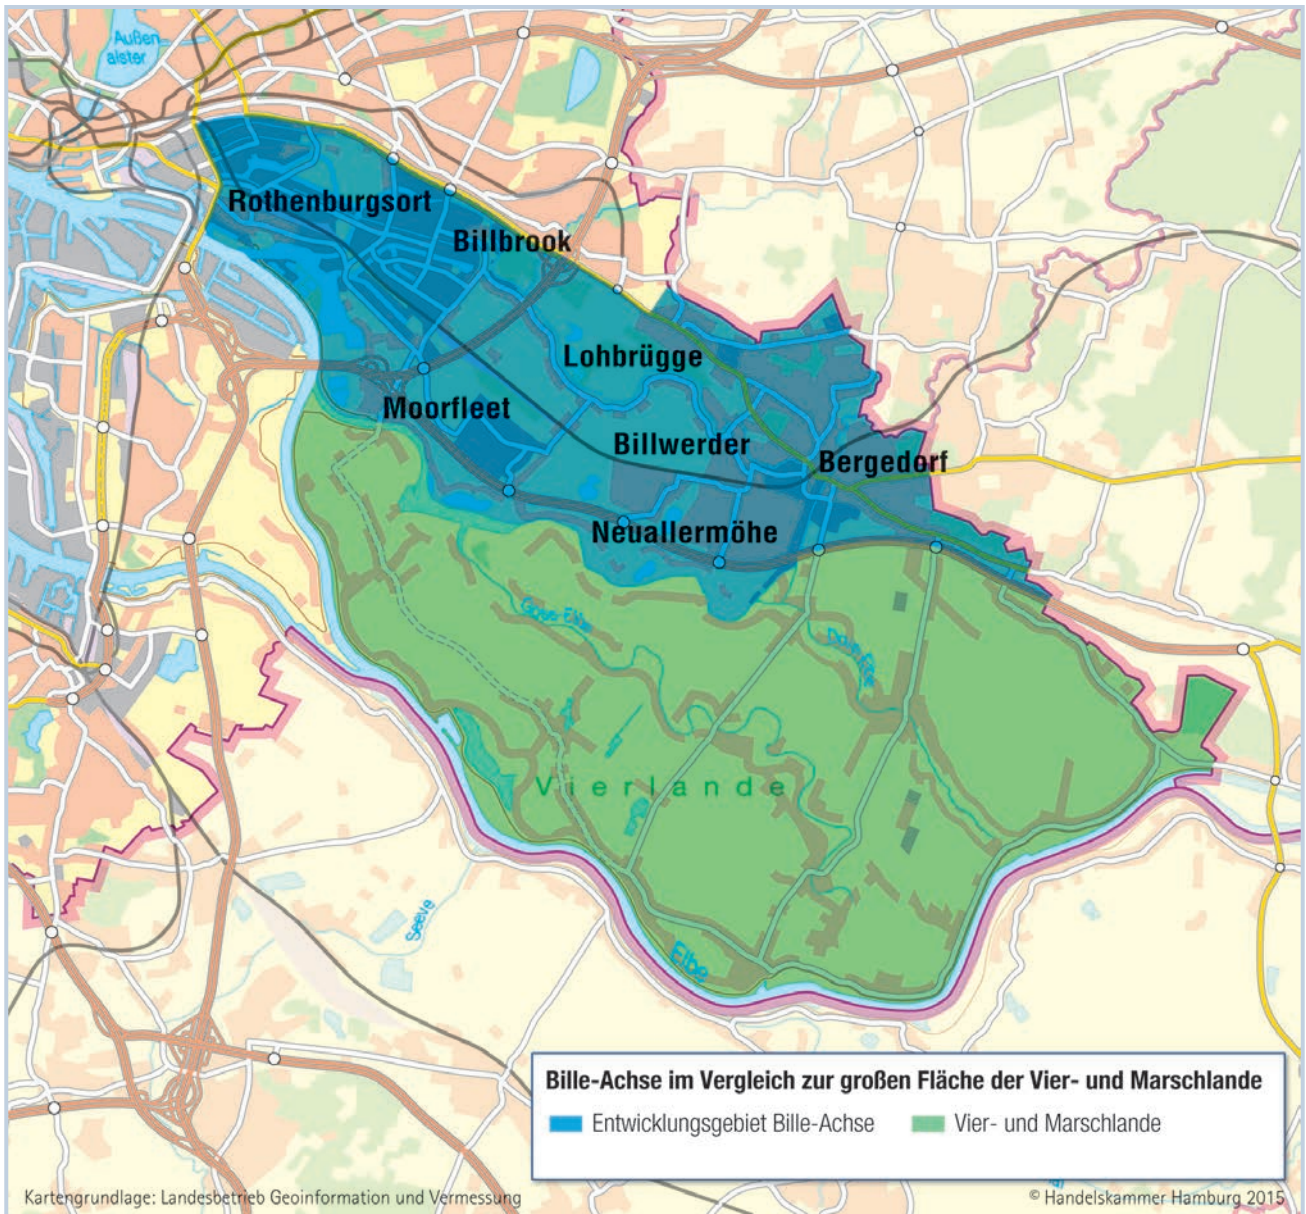 Außen
alster
Rothenburgsort
Billbrook
Lohbrügge
Moorfleet
Billwerder
Bergedorf
Neuallermöhe
Gose-Elbe
Dove-Elbe
Vierlande
Seeve
Elbe
Bille-Achse im Vergleich zur großen Fläche der Vier- und Marschlande
Entwicklungsgebiet Bille-Achse Vier- und Marschlande
Kartengrundlage: Landesbetrieb Geoinformation und Vermessung © Handelskammer Hamburg 2015